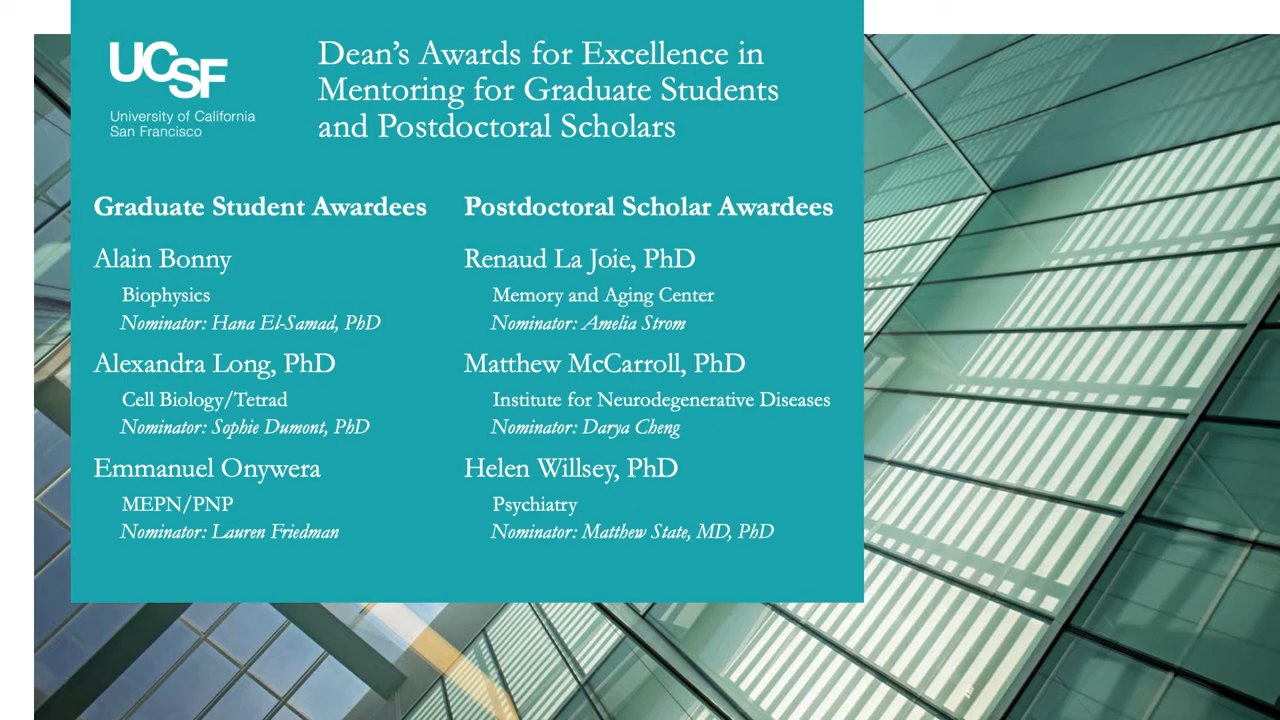 UCSF
University of California
San Francisco
Dean's Awards for Excellence in
Mentoring for Graduate Students
and Postdoctoral Scholars
Graduate Student Awardees
Alain Bonny
Biophysics
Nominator: Hana El-Samad, PhD
Alexandra Long, PhD
Cell Biology/Tetrad
Nominator: Sophie Dumont, PhD
Emmanuel Onywera
MEPN/PNP
Nominator: Lauren Friedman
Postdoctoral Scholar Awardees
Renaud La Joie, PhD
Memory and Aging Center
Nominator: Amelia Strom
Matthew McCarroll, PhD
Institute for Neurodegenerative Diseases
Nominator: Darya Cheng
Helen Willsey, PhD
Psychiatry
Nominator: Matthew State, MD, PhD